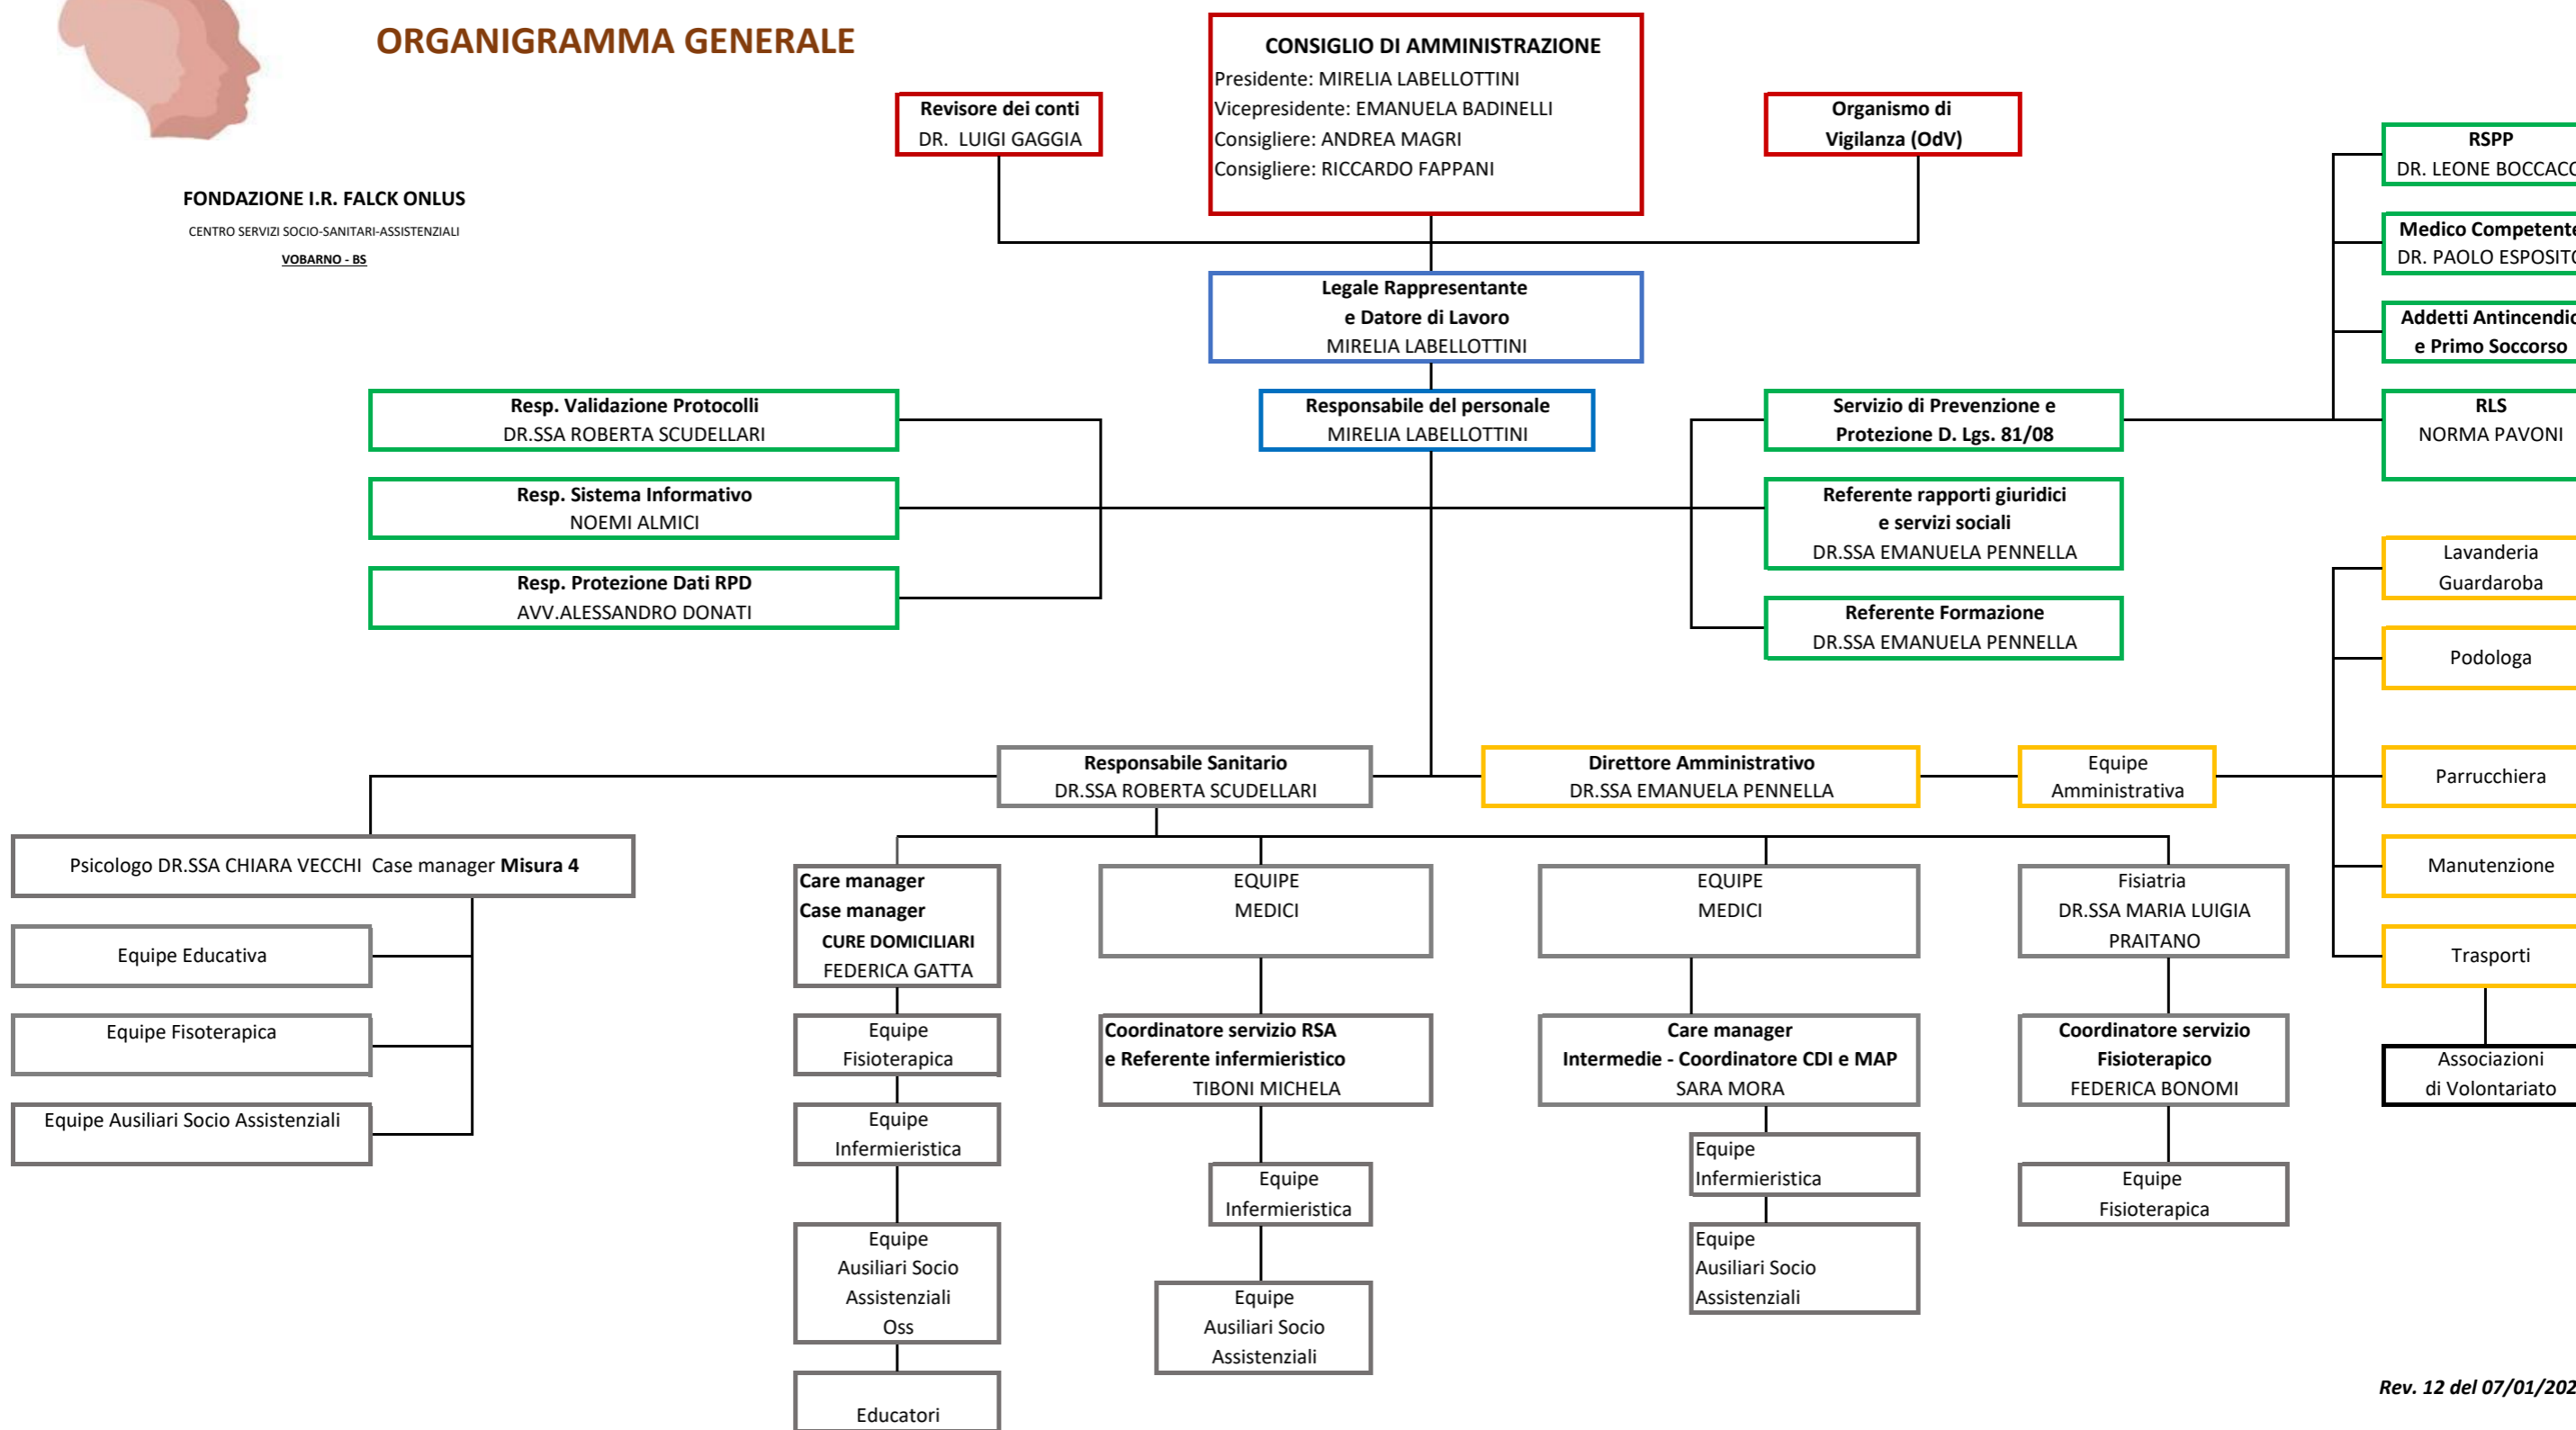 ORGANIGRAMMA GENERALE
FONDAZIONE I.R. FALCK ONLUS
CENTRO SERVIZI SOCIO-SANITARI-ASSISTENZIALI
VOBARNO - BS
CONSIGLIO DI AMMINISTRAZIONE
Presidente: MIRELIA LABELLOTTINI
Vicepresidente: EMANUELA BADINELLI
Consigliere: ANDREA MAGRI
Consigliere: RICCARDO FAPPANI
Revisore dei conti
DR. LUIGI GAGGIA
Organismo di
Vigilanza (OdV)
Legale Rappresentante
e Datore di Lavoro
MIRELIA LABELLOTTINI
Responsabile del personale
MIRELIA LABELLOTTINI
Resp. Validazione Protocolli
DR.SSA ROBERTA SCUDELLARI
Resp. Sistema Informativo
NOEMI ALMICI
Resp. Protezione Dati RPD
AVV.ALESSANDRO DONATI
Servizio di Prevenzione e
Protezione D. Lgs. 81/08
Referente rapporti giuridici
e servizi sociali
DR.SSA EMANUELA PENNELLA
Referente Formazione
DR.SSA EMANUELA PENNELLA
RSPP
DR. LEONE
Medico Competente
DR. PAOLO ESPOSITO
Addetti Antincendio
e Primo Soccorso
RLS
NORMA PAVONI
Lavanderia
Guardaroba
Podologa
Parrucchiera
Manutenzione
Trasporti
Associazioni
di Volontariato
Responsabile Sanitario
DR.SSA ROBERTA SCUDELLARI
Direttore Amministrativo
DR.SSA EMANUELA PENNELLA
Equipe
Amministrativa
Psicologo DR.SSA CHIARA VECCHI Case manager Misura 4
Equipe Educativa
Equipe Fisoterapica
Equipe Ausiliari Socio Assistenziali
Care manager
Case manager
CURE DOMICILIARI
FEDERICA GATTA
Equipe
Fisioterapica
Equipe
Infermieristica
Equipe
Ausiliari Socio
Assistenziali
Oss
Educatori
EQUIPE
MEDICI
Coordinatore servizio RSA
e Referente infermieristico
TIBONI MICHELA
Equipe
Infermieristica
Equipe
Ausiliari Socio
Assistenziali
EQUIPE
MEDICI
Care manager
Intermedie - Coordinatore CDI e MAP
SARA MORA
Equipe
Infermieristica
Equipe
Ausiliari Socio
Assistenziali
Fisiatria
DR.SSA MARIA LUIGIA
PRAITANO
Coordinatore servizio
Fisioterapico
FEDERICA BONOMI
Equipe
Fisioterapica
Rev. 12 del